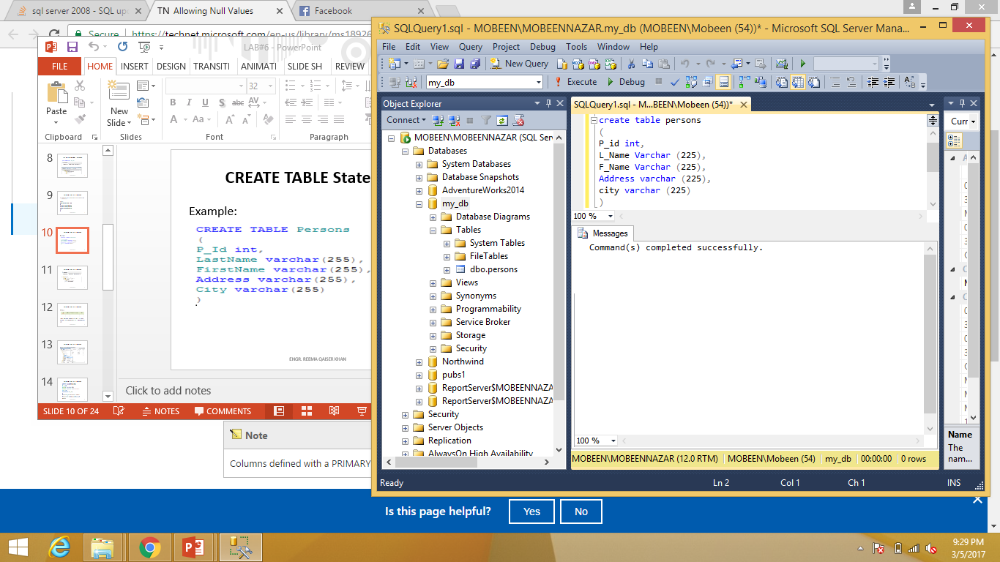 sql server 2008 - SQL upd
TN Allowing Null Values
Facebook
Secure
https://technet.microsoft.com/en-us/library/ms18926
LAB#6 - PowerPoint
FILE HOME INSERT DESIGN TRANSITI ANIMATI SLIDE SH REVIEW
Paste
New
Slide
32
B I U S abc AV
A Aa A A
Clipboard Slides Font Paragraph
8
9
10
11
12
13
14
CREATE TABLE State
Example:
CREATE TABLE Persons
(
P_Id int,
LastName varchar(255),
FirstName varchar(255),
Address varchar(255),
City varchar(255)
)
ENGR. REEMA QAISER KHAN
Click to add notes
SLIDE 10 OF 24 NOTES COMMENTS
Note
Columns defined with a PRIMARY
Is this page helpful? Yes No
SQLQuery1.sql - MOBEEN\MOBEENNAZAR.my_db (MOBEEN\Mobeen (54))* - Microsoft SQL Server Mana...
File Edit View Query Project Debug Tools Window Help
New Query
my_db
Execute Debug
Object Explorer
Connect
MOBEEN\MOBEENNAZAR (SQL Ser
Databases
System Databases
Database Snapshots
AdventureWorks2014
my_db
Database Diagrams
Tables
System Tables
FileTables
dbo.persons
Views
Synonyms
Programmability
Service Broker
Storage
Security
Northwind
pubs1
ReportServer$MOBEENNAZA
ReportServer$MOBEENNAZA
Security
Server Objects
Replication
AlwaysOn High Availability
SQLQuery1.sql - M...BEEN\Mobeen (54))*
create table persons
(
P_id int,
L_Name Varchar (225),
F_Name Varchar (225),
Address varchar (225),
city varchar (225)
)
100 %
Messages
Command(s) completed successfully.
100 %
MOBEEN\MOBEENNAZAR (12.0 RTM) MOBEEN\Mobeen (54) my_db 00:00:00 0 rows
Curr
Name
The
nam...
Ready Ln 2 Col 1 Ch 1 INS
9:29 PM
3/5/2017